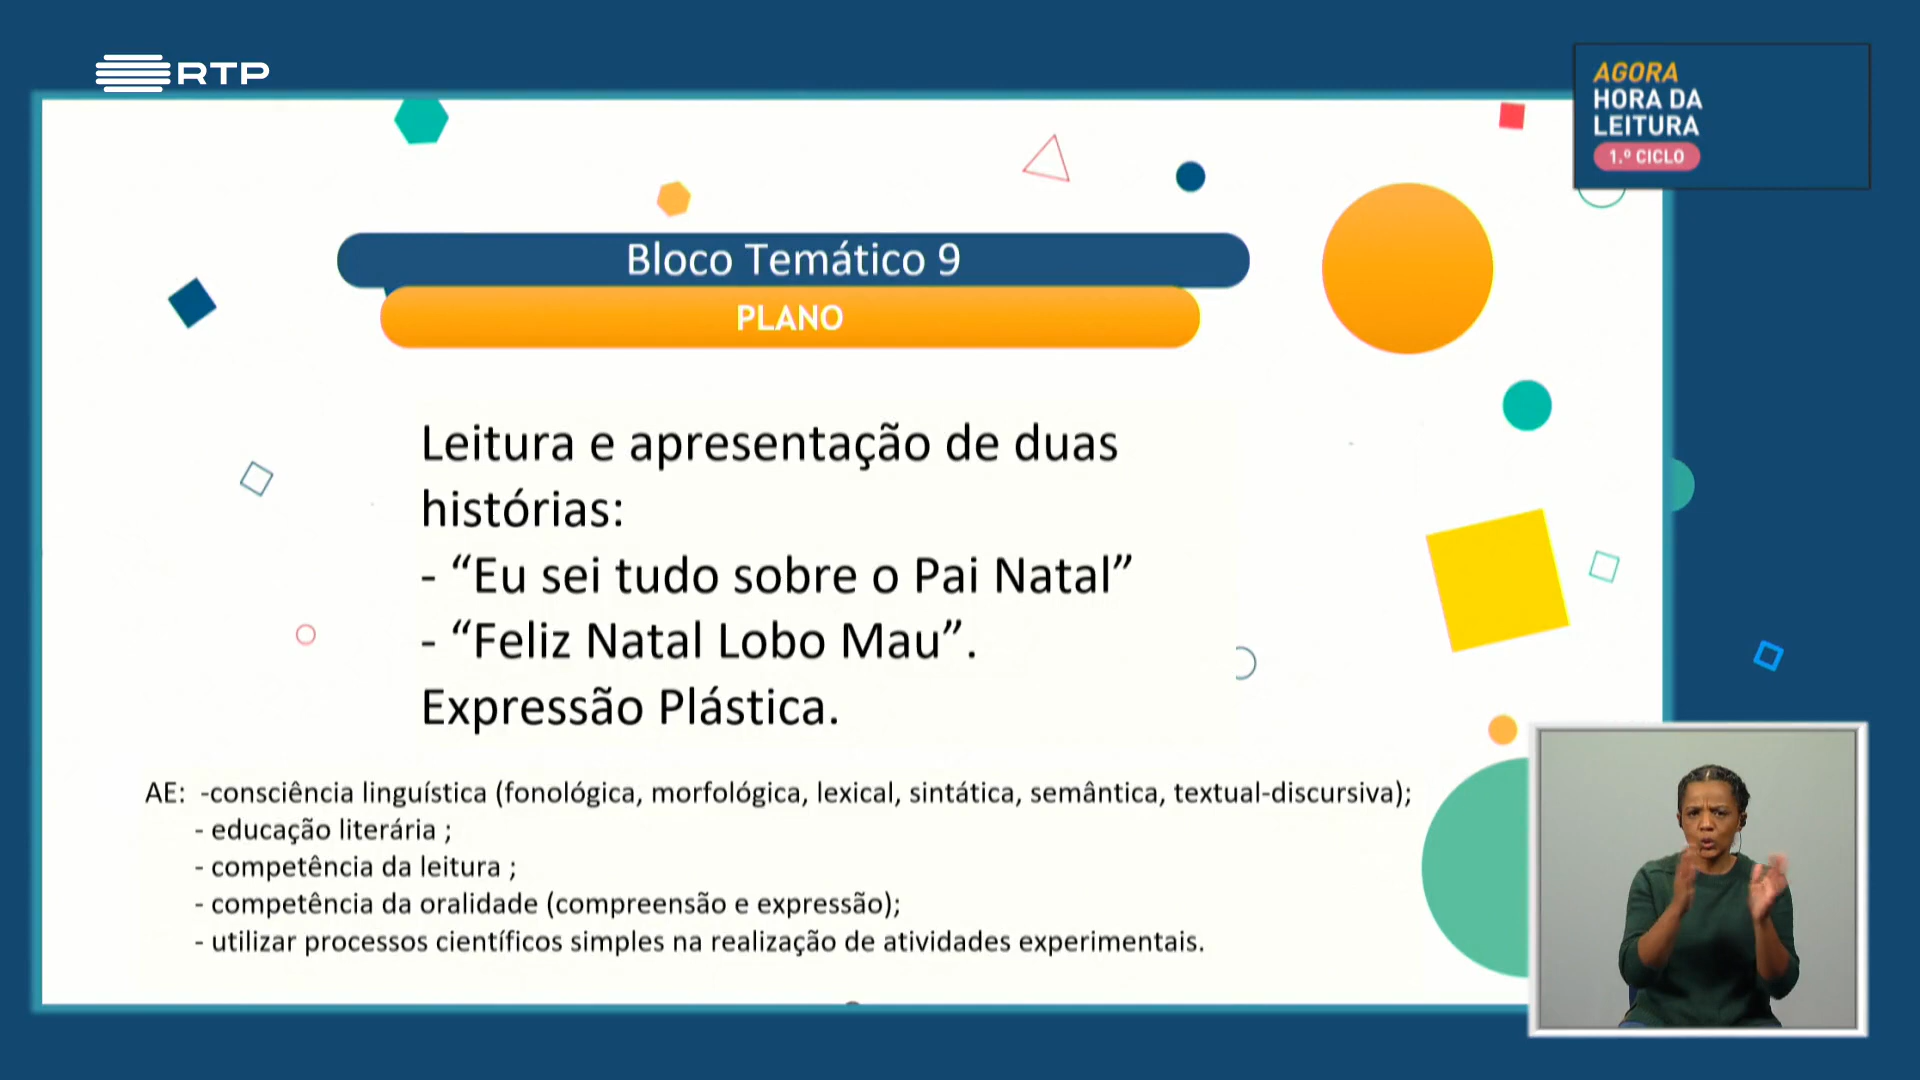 RTP
AGORA
HORA DA
LEITURA
1.º CICLO
Bloco Temático 9
PLANO
Leitura e apresentação de duas
histórias:
- “Eu sei tudo sobre o Pai Natal”
- “Feliz Natal Lobo Mau”.
Expressão Plástica.
AE: -consciência linguística (fonológica, morfológica, lexical, sintática, semântica, textual-discursiva);
- educação literária ;
- competência da leitura ;
- competência da oralidade (compreensão e expressão);
- utilizar processos científicos simples na realização de atividades experimentais.